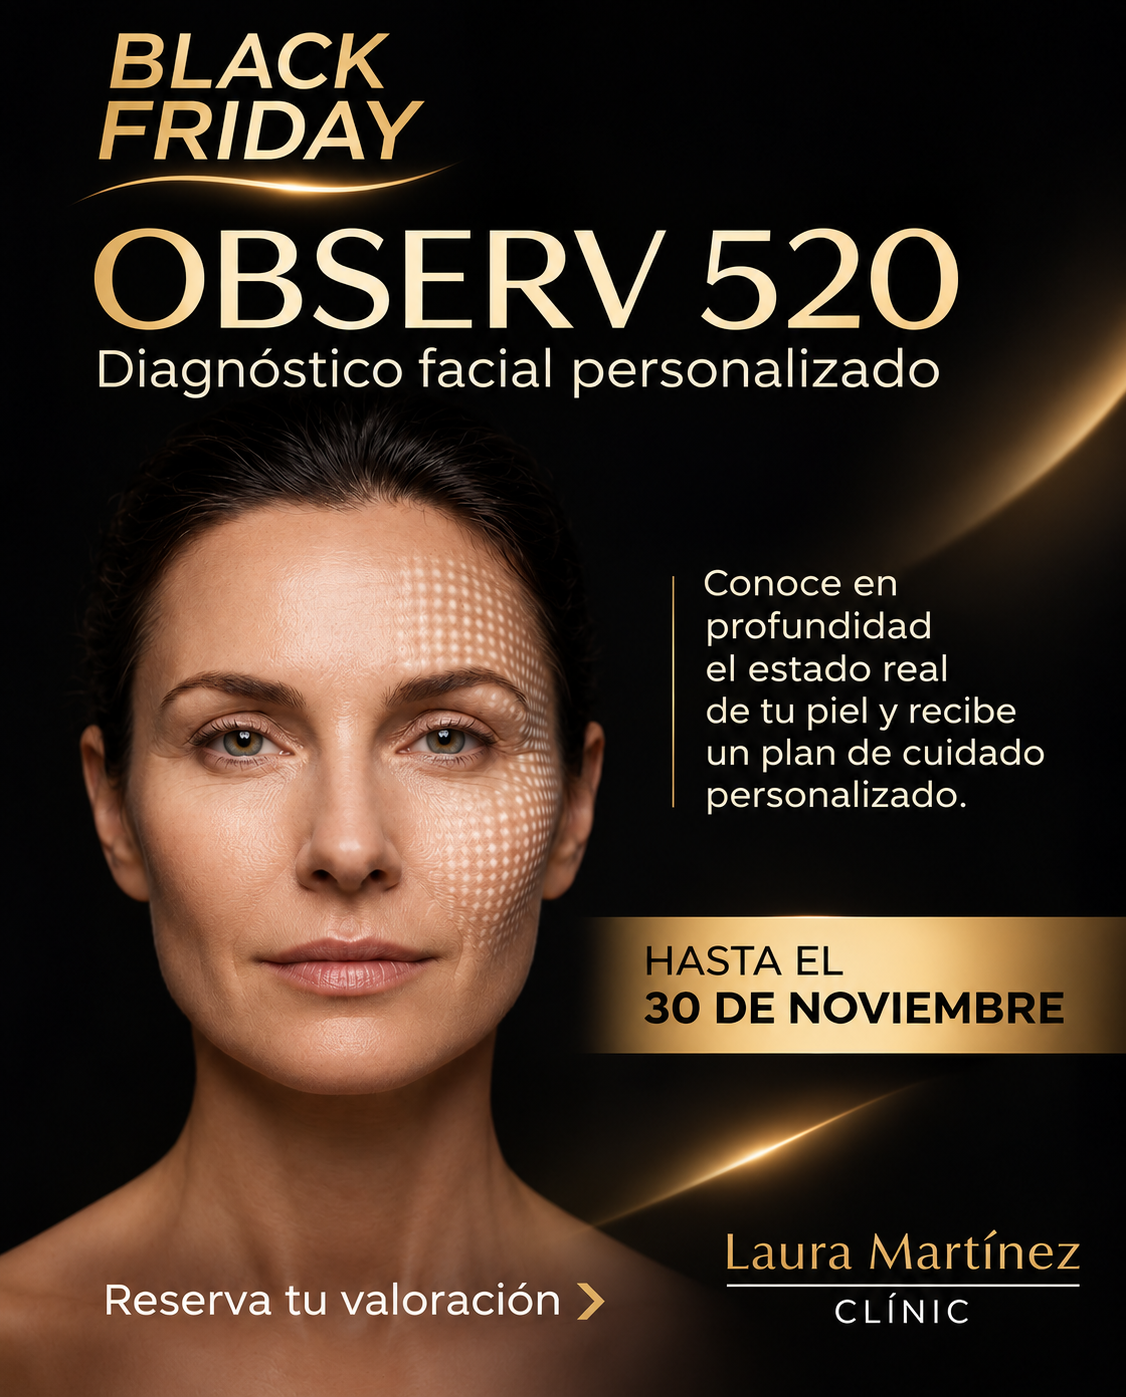 BLACK
FRIDAY
OBSERV 520
Diagnóstico facial personalizado
Conoce en
profundidad
el estado real
de tu piel y recibe
un plan de cuidado
personalizado.
HASTA EL
30 DE NOVIEMBRE
Reserva tu valoración
Laura Martínez
CLÍNIC